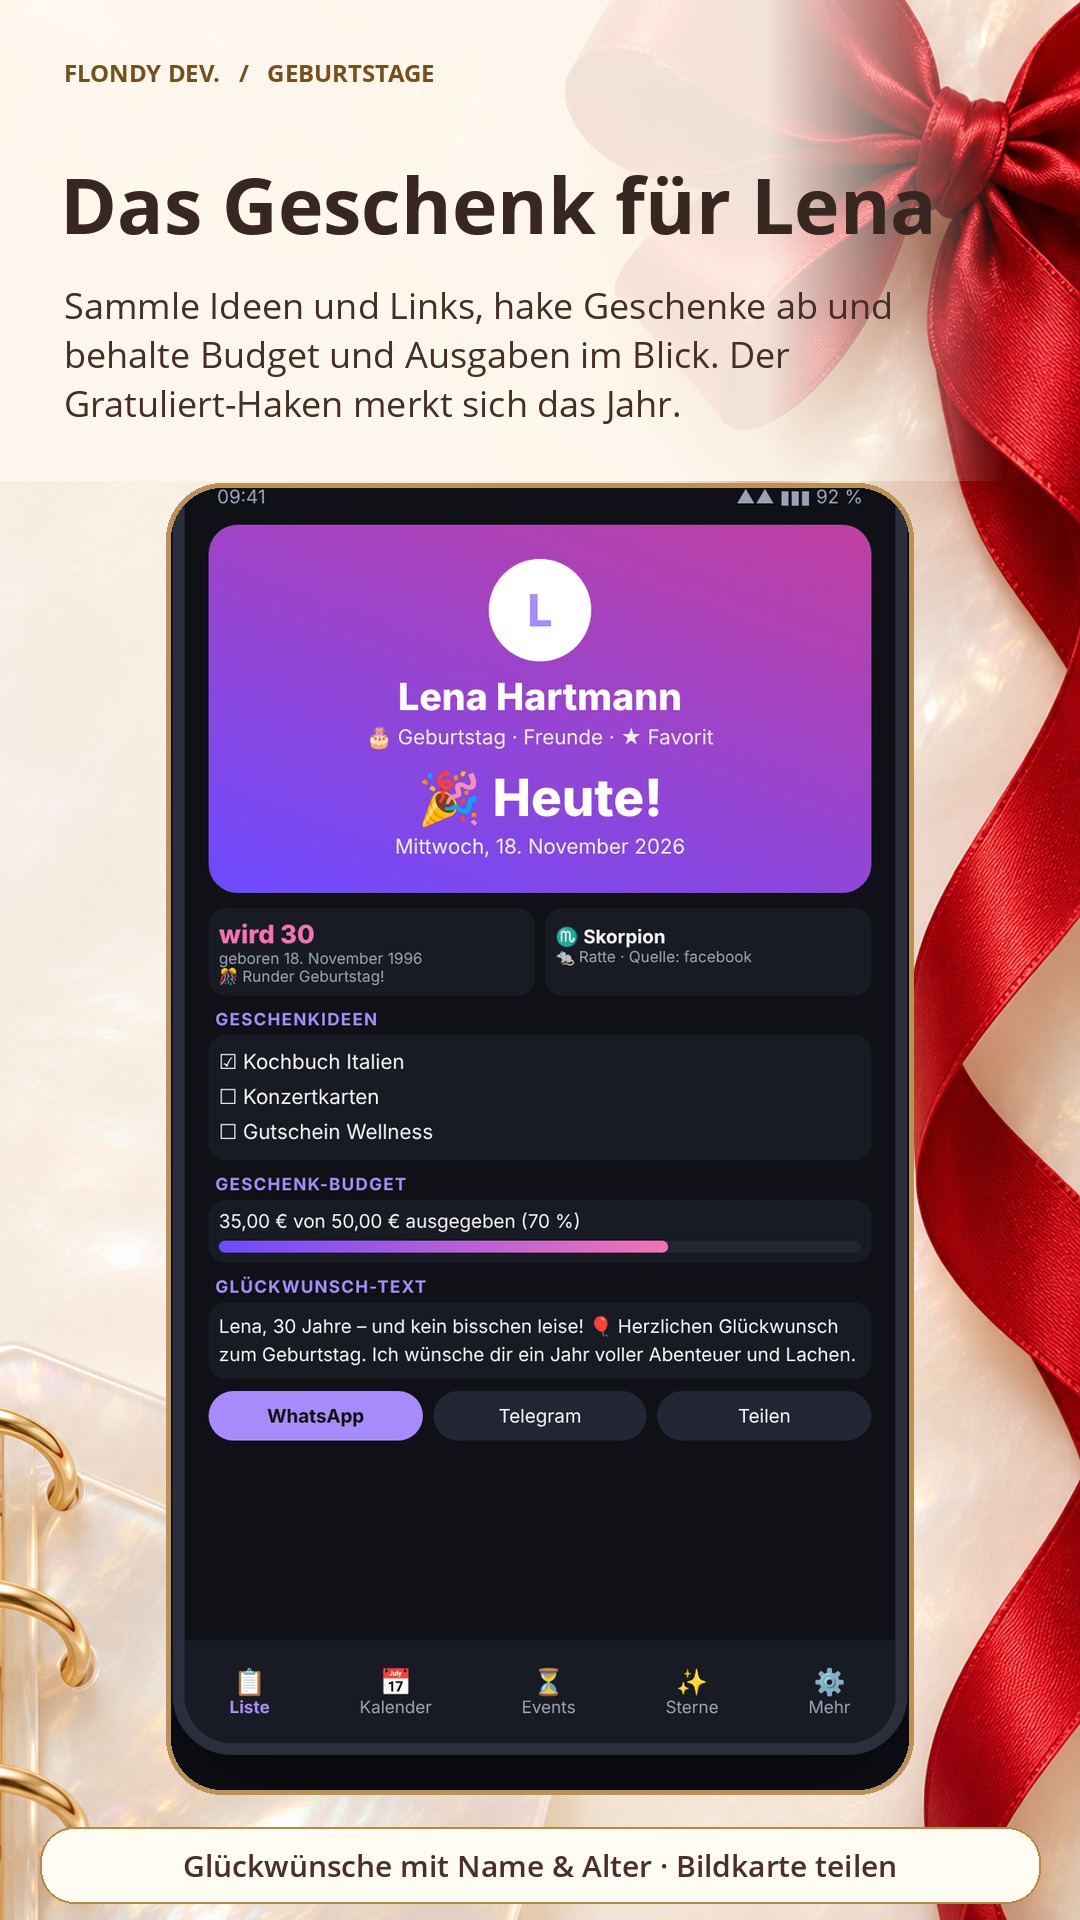 FLONDY DEV. / GEBURTSTAGE
Das Geschenk für Lena
Sammle Ideen und Links, hake Geschenke ab und
behalte Budget und Ausgaben im Blick. Der
Gratuliert-Haken merkt sich das Jahr.
09:41 92 %
L
Lena Hartmann
🎂 Geburtstag · Freunde · ★ Favorit
🎉 Heute!
Mittwoch, 18. November 2026
wird 30
geboren 18. November 1996
🎊 Runder Geburtstag!
♏ Skorpion
🐀 Ratte · Quelle: facebook
GESCHENKIDEEN
☑ Kochbuch Italien
☐ Konzertkarten
☐ Gutschein Wellness
GESCHENK-BUDGET
35,00 € von 50,00 € ausgegeben (70 %)
GLÜCKWUNSCH-TEXT
Lena, 30 Jahre – und kein bisschen leise! 🎈 Herzlichen Glückwunsch
zum Geburtstag. Ich wünsche dir ein Jahr voller Abenteuer und Lachen.
WhatsApp Telegram Teilen
Liste Kalender Events Sterne Mehr
Glückwünsche mit Name & Alter · Bildkarte teilen